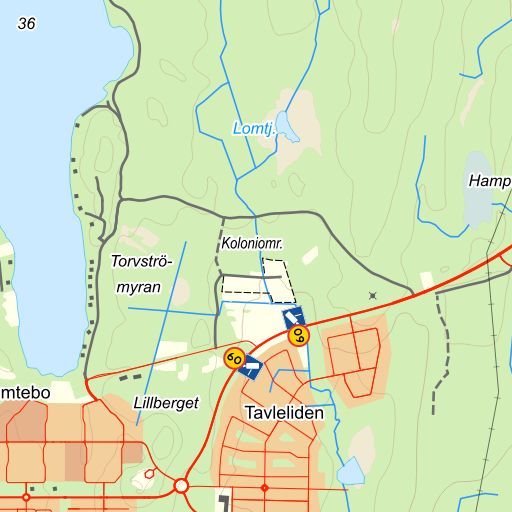 36
Lomtj.
Hamp
Koloniomr.
Torvströ-
myran
mtebo
Lillberget
60
60
Tavleliden